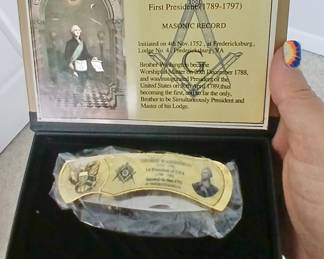 First President (1789-1797)
MASONIC RECORD
Initiated on 4th Nov. 1752, at Fredericksburg,
Lodge No. 4, Fredericksburg, VA
Brother Washington became
Worshipful Master on 20th December 1788,
and was inaugurated President of the
United States on 30th April 1789, thus
becoming the first, and so far the only,
Brother to be Simultaneously President and
Master of his Lodge.
1st President of U.S.A.